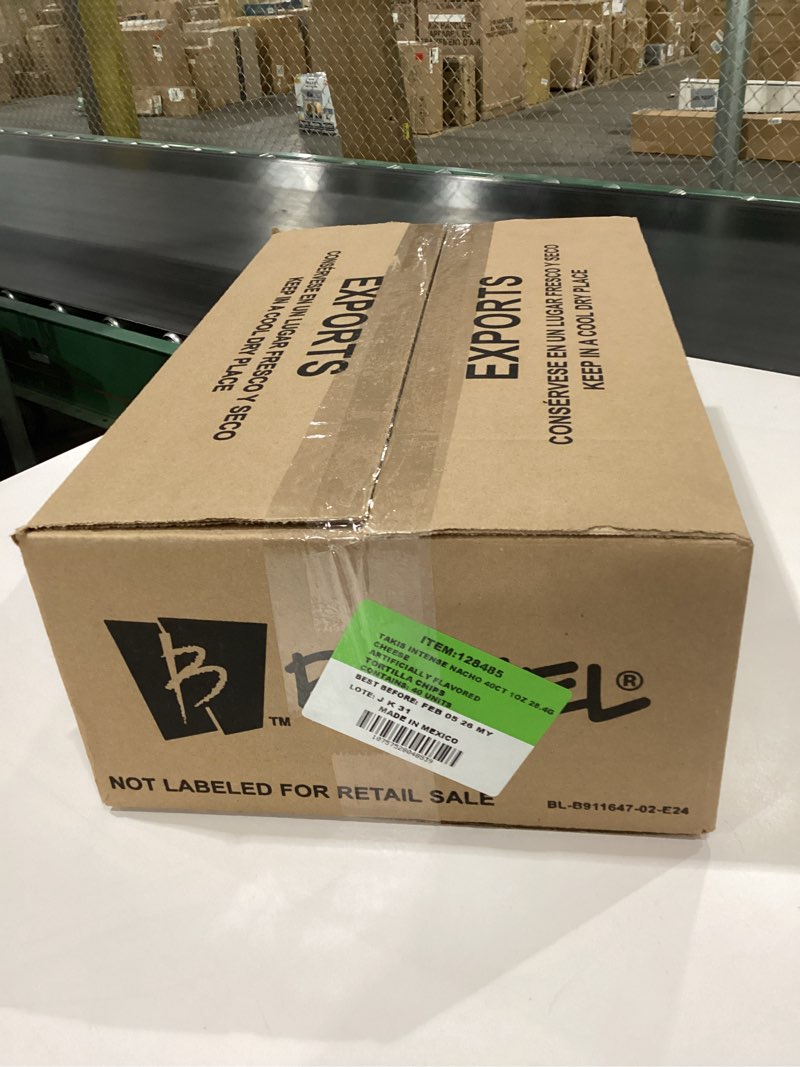 EXPORTS
CONSÉRVESE EN UN LUGAR FRESCO Y SECO
KEEP IN A COOL DRY PLACE
EXPORTS
CONSÉRVESE EN UN LUGAR FRESCO Y SECO
KEEP IN A COOL DRY PLACE
B
TM
EL®
ITEM:128485
TAKIS INTENSE NACHO 40CT 1OZ 28.4G
CHEESE
ARTIFICIALLY FLAVORED
TORTILLA CHIPS
CONTAINS: 40 UNITS
BEST BEFORE: FEB 05 26 MY
LOTE: J K 31
MADE IN MEXICO
NOT LABELED FOR RETAIL SALE
BL-B911647-02-E24